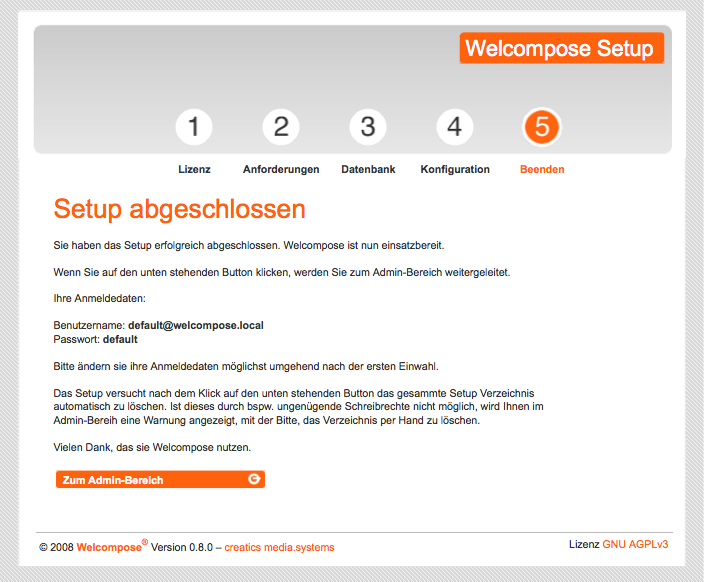 Welcompose Setup
1 2 3 4 5
Lizenz Anforderungen Datenbank Konfiguration Beenden
Setup abgeschlossen
Sie haben das Setup erfolgreich abgeschlossen. Welcompose ist nun einsatzbereit.
Wenn Sie auf den unten stehenden Button klicken, werden Sie zum Admin-Bereich weitergeleitet.
Ihre Anmeldedaten:
Benutzername: default@welcompose.local
Passwort: default
Bitte ändern sie ihre Anmeldedaten möglichst umgehend nach der ersten Einwahl.
Das Setup versucht nach dem Klick auf den unten stehenden Button das gesammte Setup Verzeichnis
automatisch zu löschen. Ist dieses durch bspw. ungenügende Schreibrechte nicht möglich, wird Ihnen im
Admin-Bereih eine Warnung angezeigt, mit der Bitte, das Verzeichnis per Hand zu löschen.
Vielen Dank, das sie Welcompose nutzen.
Zum Admin-Bereich
© 2008 Welcompose® Version 0.8.0 – creatics media.systems
Lizenz GNU AGPLv3